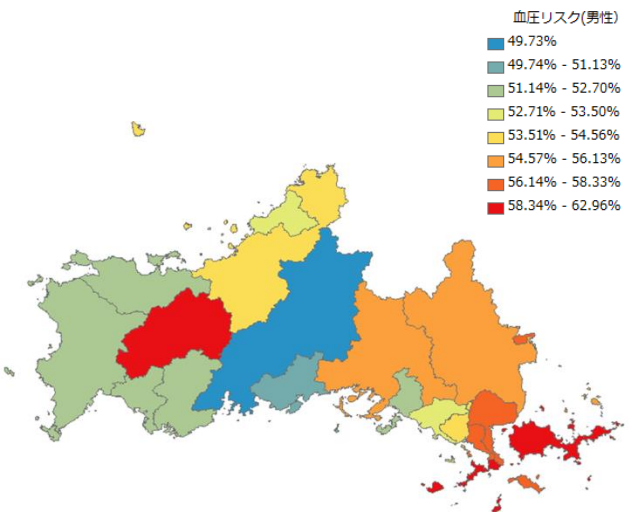 血圧リスク(男性)
49.73%
49.74% - 51.13%
51.14% - 52.70%
52.71% - 53.50%
53.51% - 54.56%
54.57% - 56.13%
56.14% - 58.33%
58.34% - 62.96%